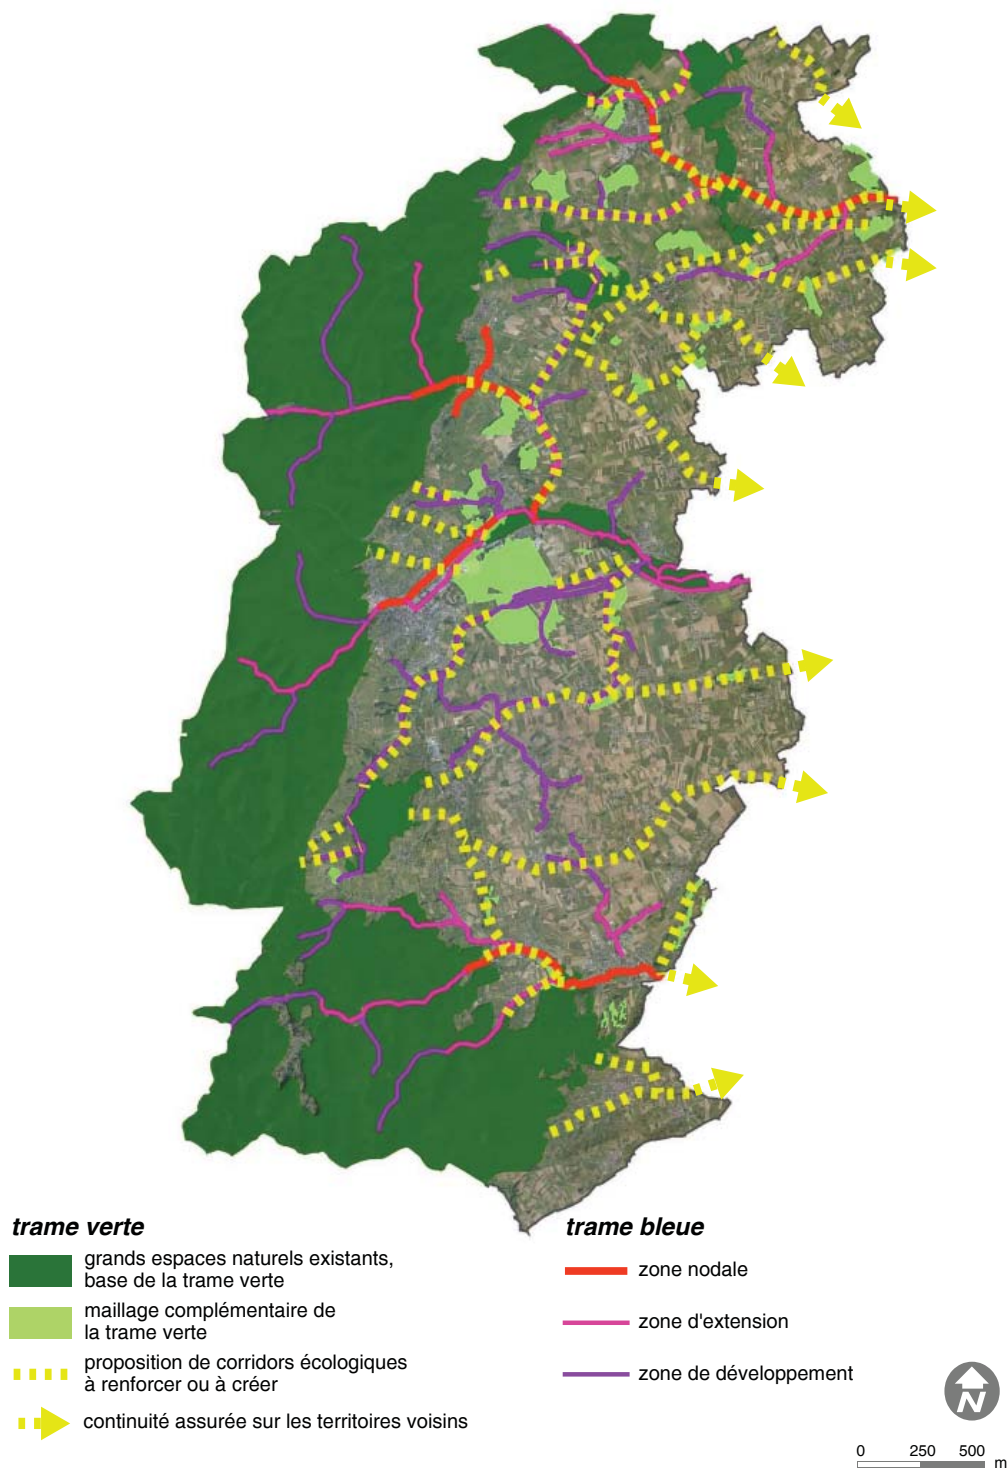 trame verte
grands espaces naturels existants,
base de la trame verte
maillage complémentaire de
la trame verte
proposition de corridors écologiques
à renforcer ou à créer
continuité assurée sur les territoires voisins
trame bleue
zone nodale
zone d'extension
zone de développement
N
0 250 500 m